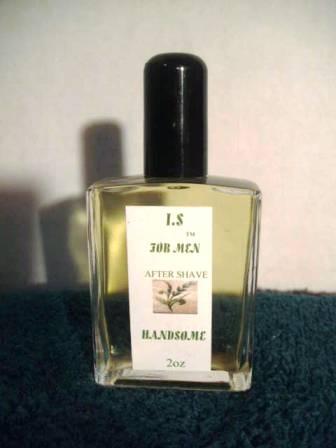 I.S
TM
FOR MEN
AFTER SHAVE
HANDSOME
2oz